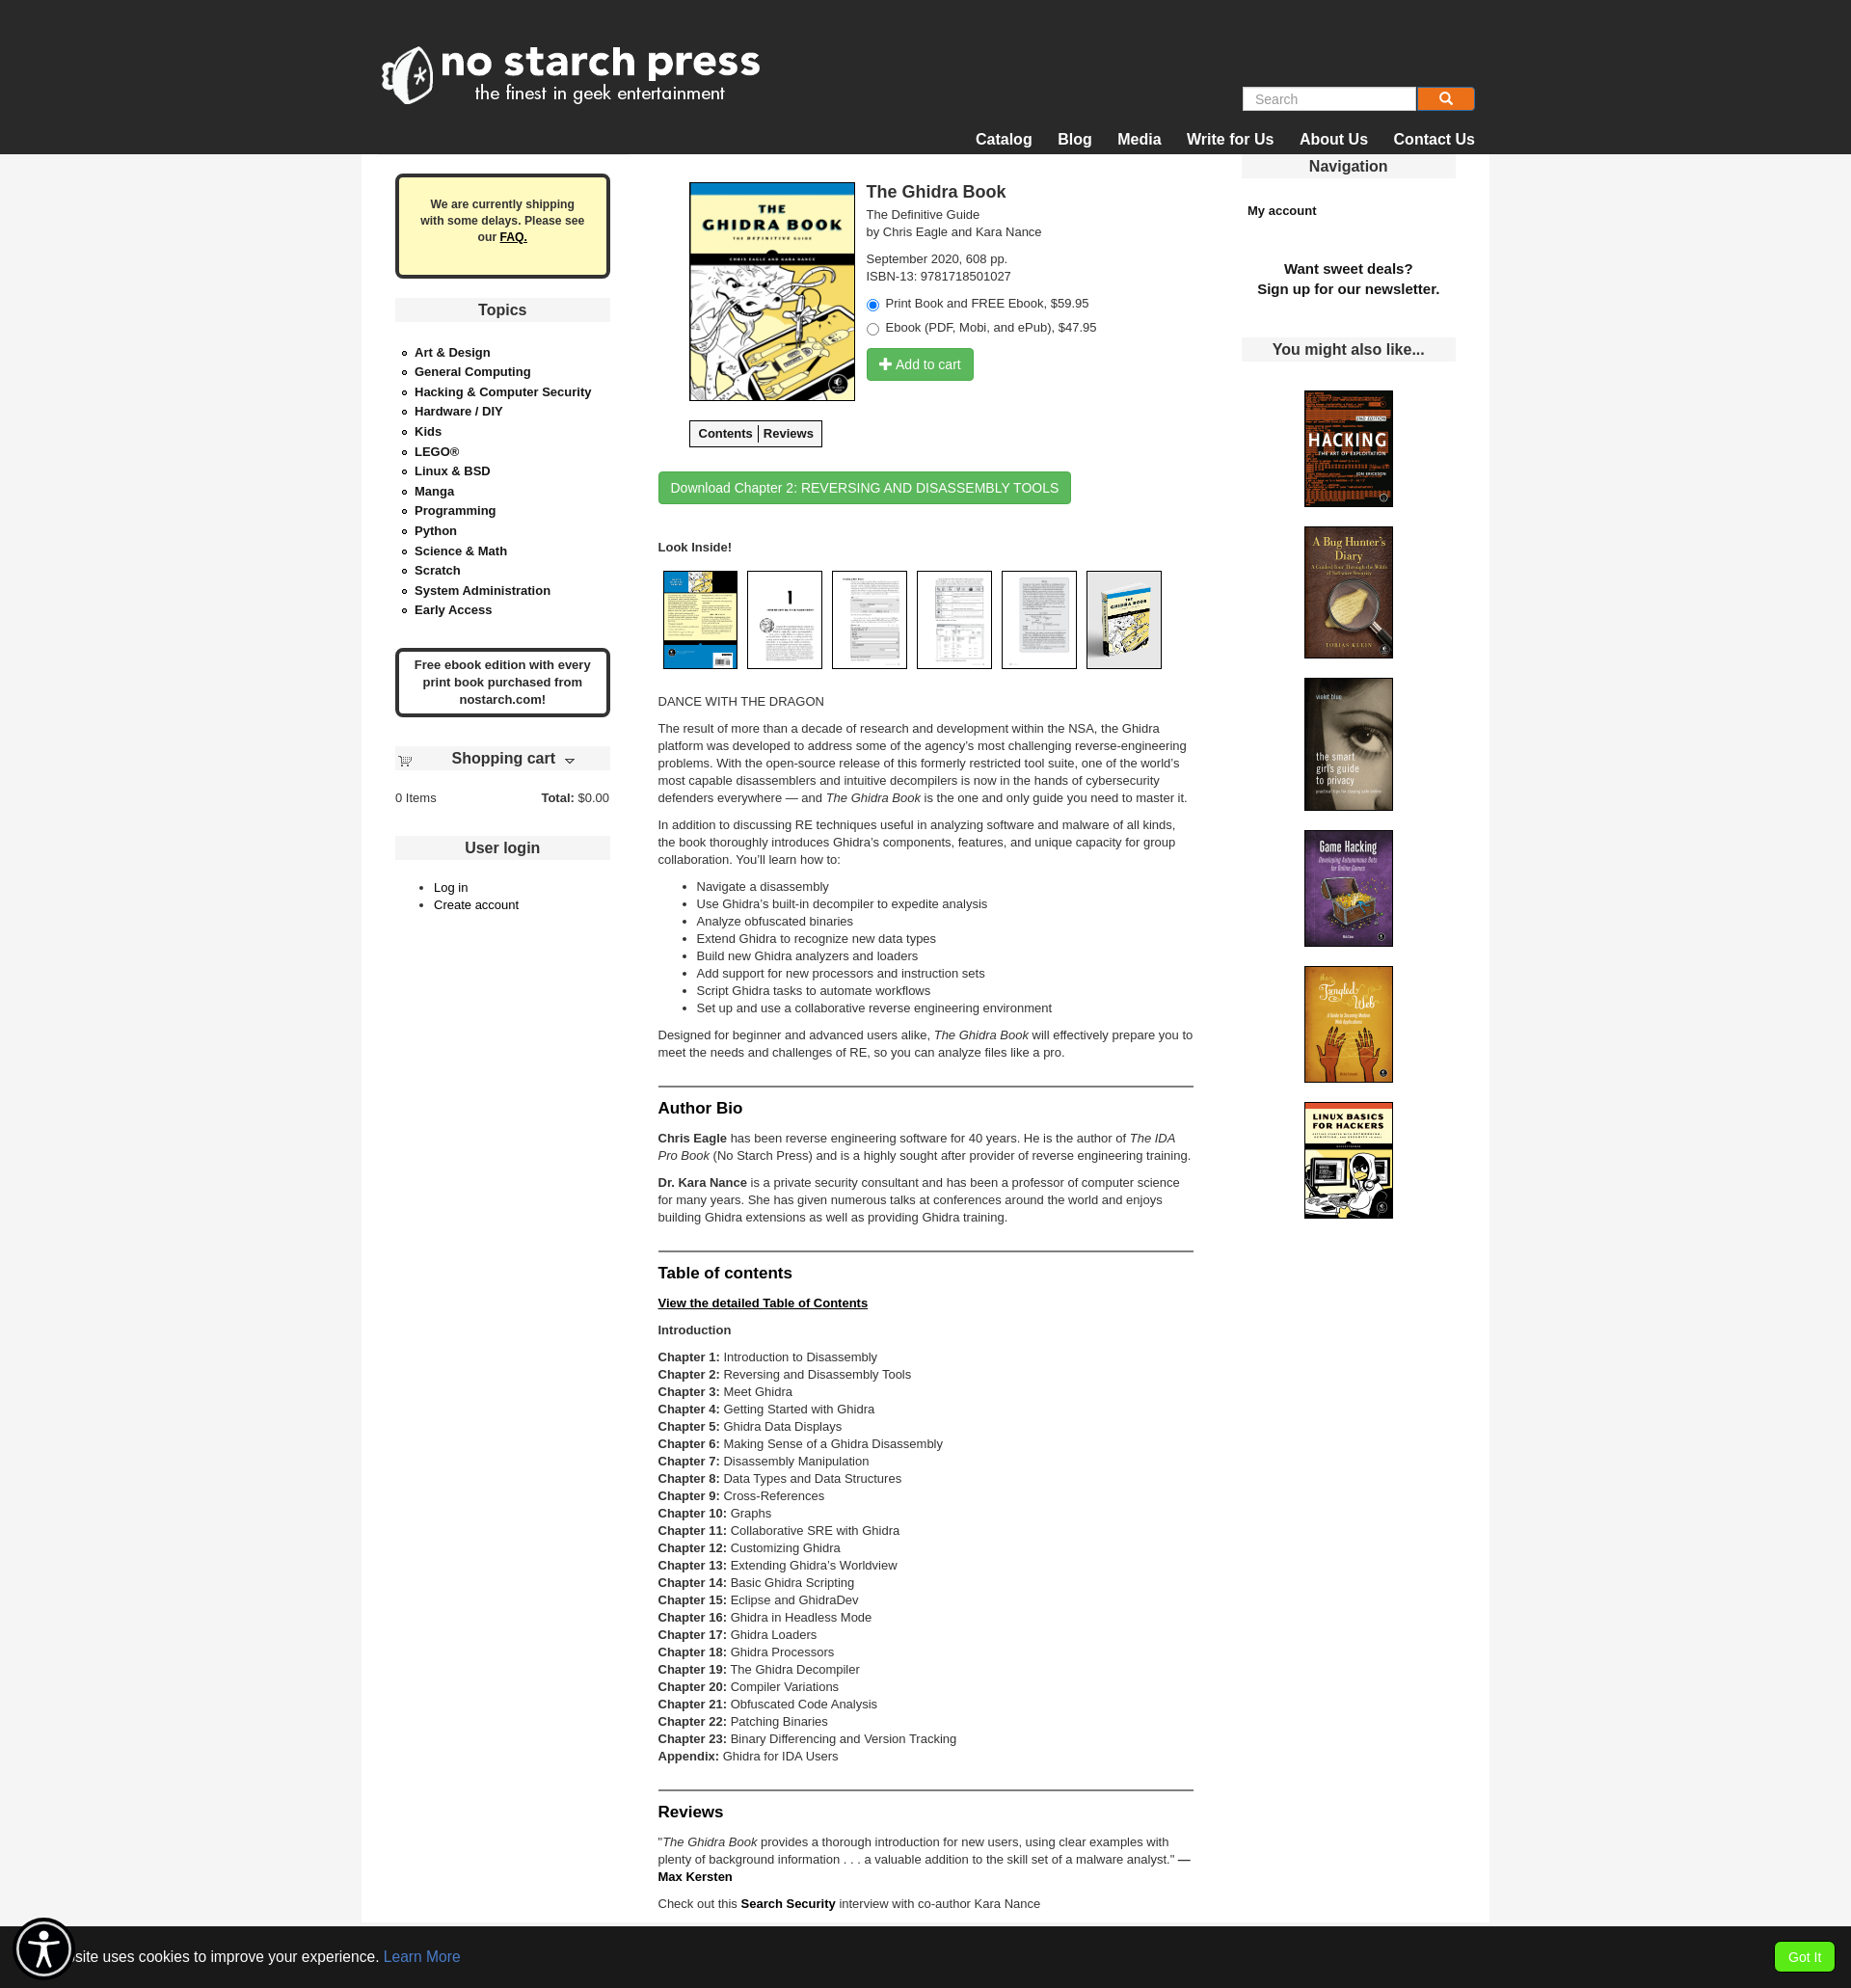 no starch press
the finest in geek entertainment
Search
Catalog Blog Media Write for Us About Us Contact Us
We are currently shipping
with some delays. Please see
our FAQ.
Topics
Art & Design
General Computing
Hacking & Computer Security
Hardware / DIY
Kids
LEGO®
Linux & BSD
Manga
Programming
Python
Science & Math
Scratch
System Administration
Early Access
Free ebook edition with every
print book purchased from
nostarch.com!
Shopping cart
0 Items Total: $0.00
User login
Log in
Create account
THE
GHIDRA BOOK
THE DEFINITIVE GUIDE
CHRIS EAGLE AND KARA NANCE
The Ghidra Book
The Definitive Guide
by Chris Eagle and Kara Nance
September 2020, 608 pp.
ISBN-13: 9781718501027
Print Book and FREE Ebook, $59.95
Ebook (PDF, Mobi, and ePub), $47.95
Add to cart
Contents Reviews
Download Chapter 2: REVERSING AND DISASSEMBLY TOOLS
Look Inside!
1
THE
GHIDRA BOOK
DANCE WITH THE DRAGON
The result of more than a decade of research and development within the NSA, the Ghidra
platform was developed to address some of the agency’s most challenging reverse-engineering
problems. With the open-source release of this formerly restricted tool suite, one of the world’s
most capable disassemblers and intuitive decompilers is now in the hands of cybersecurity
defenders everywhere — and The Ghidra Book is the one and only guide you need to master it.
In addition to discussing RE techniques useful in analyzing software and malware of all kinds,
the book thoroughly introduces Ghidra’s components, features, and unique capacity for group
collaboration. You’ll learn how to:
Navigate a disassembly
Use Ghidra’s built-in decompiler to expedite analysis
Analyze obfuscated binaries
Extend Ghidra to recognize new data types
Build new Ghidra analyzers and loaders
Add support for new processors and instruction sets
Script Ghidra tasks to automate workflows
Set up and use a collaborative reverse engineering environment
Designed for beginner and advanced users alike, The Ghidra Book will effectively prepare you to
meet the needs and challenges of RE, so you can analyze files like a pro.
Author Bio
Chris Eagle has been reverse engineering software for 40 years. He is the author of The IDA
Pro Book (No Starch Press) and is a highly sought after provider of reverse engineering training.
Dr. Kara Nance is a private security consultant and has been a professor of computer science
for many years. She has given numerous talks at conferences around the world and enjoys
building Ghidra extensions as well as providing Ghidra training.
Table of contents
View the detailed Table of Contents
Introduction
Chapter 1: Introduction to Disassembly
Chapter 2: Reversing and Disassembly Tools
Chapter 3: Meet Ghidra
Chapter 4: Getting Started with Ghidra
Chapter 5: Ghidra Data Displays
Chapter 6: Making Sense of a Ghidra Disassembly
Chapter 7: Disassembly Manipulation
Chapter 8: Data Types and Data Structures
Chapter 9: Cross-References
Chapter 10: Graphs
Chapter 11: Collaborative SRE with Ghidra
Chapter 12: Customizing Ghidra
Chapter 13: Extending Ghidra’s Worldview
Chapter 14: Basic Ghidra Scripting
Chapter 15: Eclipse and GhidraDev
Chapter 16: Ghidra in Headless Mode
Chapter 17: Ghidra Loaders
Chapter 18: Ghidra Processors
Chapter 19: The Ghidra Decompiler
Chapter 20: Compiler Variations
Chapter 21: Obfuscated Code Analysis
Chapter 22: Patching Binaries
Chapter 23: Binary Differencing and Version Tracking
Appendix: Ghidra for IDA Users
Reviews
"The Ghidra Book provides a thorough introduction for new users, using clear examples with
plenty of background information . . . a valuable addition to the skill set of a malware analyst." —
Max Kersten
Check out this Search Security interview with co-author Kara Nance
Navigation
My account
Want sweet deals?
Sign up for our newsletter.
You might also like...
2ND EDITION
HACKING
THE ART OF EXPLOITATION
JON ERICKSON
A Bug Hunter's
Diary
A Guided Tour Through the Wilds
of Software Security
TOBIAS KLEIN
violet blue
the smart
girl's guide
to privacy
practical tips for staying safe online
Game Hacking
Developing Autonomous Bots
for Online Games
Nick Cano
The
Tangled
Web
A Guide to Securing Modern
Web Applications
LINUX BASICS
FOR HACKERS
site uses cookies to improve your experience. Learn More
Got It